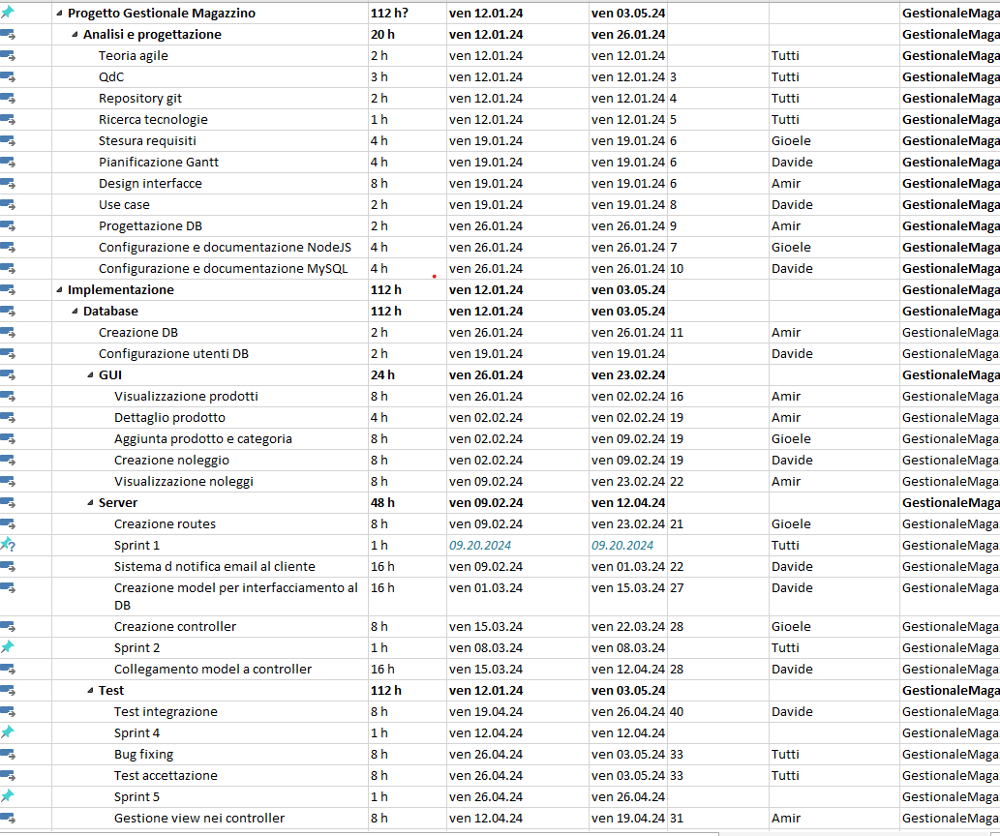 Progetto Gestionale Magazzino 112 h? ven 12.01.24 ven 03.05.24 GestionaleMaga
Analisi e progettazione 20 h ven 12.01.24 ven 26.01.24 GestionaleMaga
Teoria agile 2 h ven 12.01.24 ven 12.01.24 Tutti GestionaleMaga
QdC 3 h ven 12.01.24 ven 12.01.24 3 Tutti GestionaleMaga
Repository git 2 h ven 12.01.24 ven 12.01.24 4 Tutti GestionaleMaga
Ricerca tecnologie 1 h ven 12.01.24 ven 12.01.24 5 Tutti GestionaleMaga
Stesura requisiti 4 h ven 19.01.24 ven 19.01.24 6 Gioele GestionaleMaga
Pianificazione Gantt 4 h ven 19.01.24 ven 19.01.24 6 Davide GestionaleMaga
Design interfacce 8 h ven 19.01.24 ven 19.01.24 6 Amir GestionaleMaga
Use case 2 h ven 19.01.24 ven 19.01.24 8 Davide GestionaleMaga
Progettazione DB 2 h ven 26.01.24 ven 26.01.24 9 Amir GestionaleMaga
Configurazione e documentazione NodeJS 4 h ven 26.01.24 ven 26.01.24 7 Gioele GestionaleMaga
Configurazione e documentazione MySQL 4 h ven 26.01.24 ven 26.01.24 10 Davide GestionaleMaga
Implementazione 112 h ven 12.01.24 ven 03.05.24 GestionaleMaga
Database 112 h ven 12.01.24 ven 03.05.24 GestionaleMaga
Creazione DB 2 h ven 26.01.24 ven 26.01.24 11 Amir GestionaleMaga
Configurazione utenti DB 2 h ven 19.01.24 ven 19.01.24 Davide GestionaleMaga
GUI 24 h ven 26.01.24 ven 23.02.24 GestionaleMaga
Visualizzazione prodotti 8 h ven 26.01.24 ven 02.02.24 16 Amir GestionaleMaga
Dettaglio prodotto 4 h ven 02.02.24 ven 02.02.24 19 Amir GestionaleMaga
Aggiunta prodotto e categoria 8 h ven 02.02.24 ven 09.02.24 19 Gioele GestionaleMaga
Creazione noleggio 8 h ven 02.02.24 ven 09.02.24 19 Davide GestionaleMaga
Visualizzazione noleggi 8 h ven 09.02.24 ven 23.02.24 22 Amir GestionaleMaga
Server 48 h ven 09.02.24 ven 12.04.24 GestionaleMaga
Creazione routes 8 h ven 09.02.24 ven 23.02.24 21 Gioele GestionaleMaga
? Sprint 1 1 h 09.20.2024 09.20.2024 Tutti GestionaleMaga
Sistema d notifica email al cliente 16 h ven 09.02.24 ven 01.03.24 22 Davide GestionaleMaga
Creazione model per interfacciamento al 16 h ven 01.03.24 ven 15.03.24 27 Davide GestionaleMaga
DB
Creazione controller 8 h ven 15.03.24 ven 22.03.24 28 Gioele GestionaleMaga
Sprint 2 1 h ven 08.03.24 ven 08.03.24 Tutti GestionaleMaga
Collegamento model a controller 16 h ven 15.03.24 ven 12.04.24 28 Davide GestionaleMaga
Test 112 h ven 12.01.24 ven 03.05.24 GestionaleMaga
Test integrazione 8 h ven 19.04.24 ven 26.04.24 40 Davide GestionaleMaga
Sprint 4 1 h ven 12.04.24 ven 12.04.24 GestionaleMaga
Bug fixing 8 h ven 26.04.24 ven 03.05.24 33 Tutti GestionaleMaga
Test accettazione 8 h ven 26.04.24 ven 03.05.24 33 Tutti GestionaleMaga
Sprint 5 1 h ven 26.04.24 ven 26.04.24 GestionaleMaga
Gestione view nei controller 8 h ven 12.04.24 ven 19.04.24 31 Amir GestionaleMaga